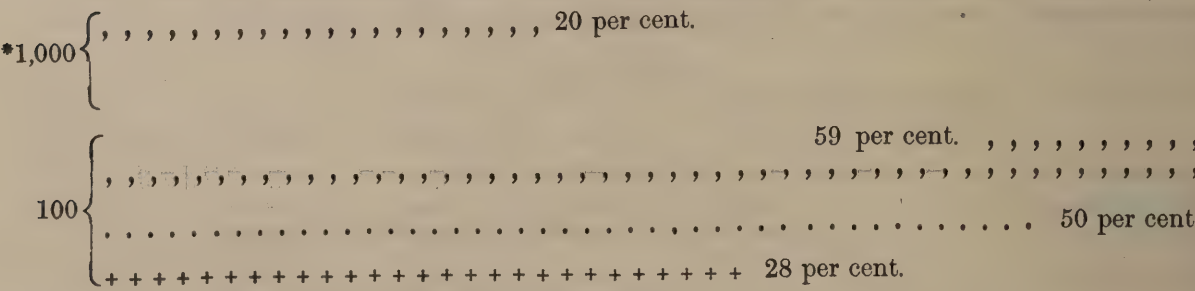 *1,000 { , , , , , , , , , , , , , , , , , , , , 20 per cent.
59 per cent. , , , , , , , , , ,
, , , , , , , , , , , , , , , , , , , , , , , , , , , , , , , , , , , , , , , , , , , , , , , , ,
100 { . . . . . . . . . . . . . . . . . . . . . . . . . . . . . . . . . . . . . . . . . 50 per cent
+ + + + + + + + + + + + + + + + + + + + + + + + + + + 28 per cent.